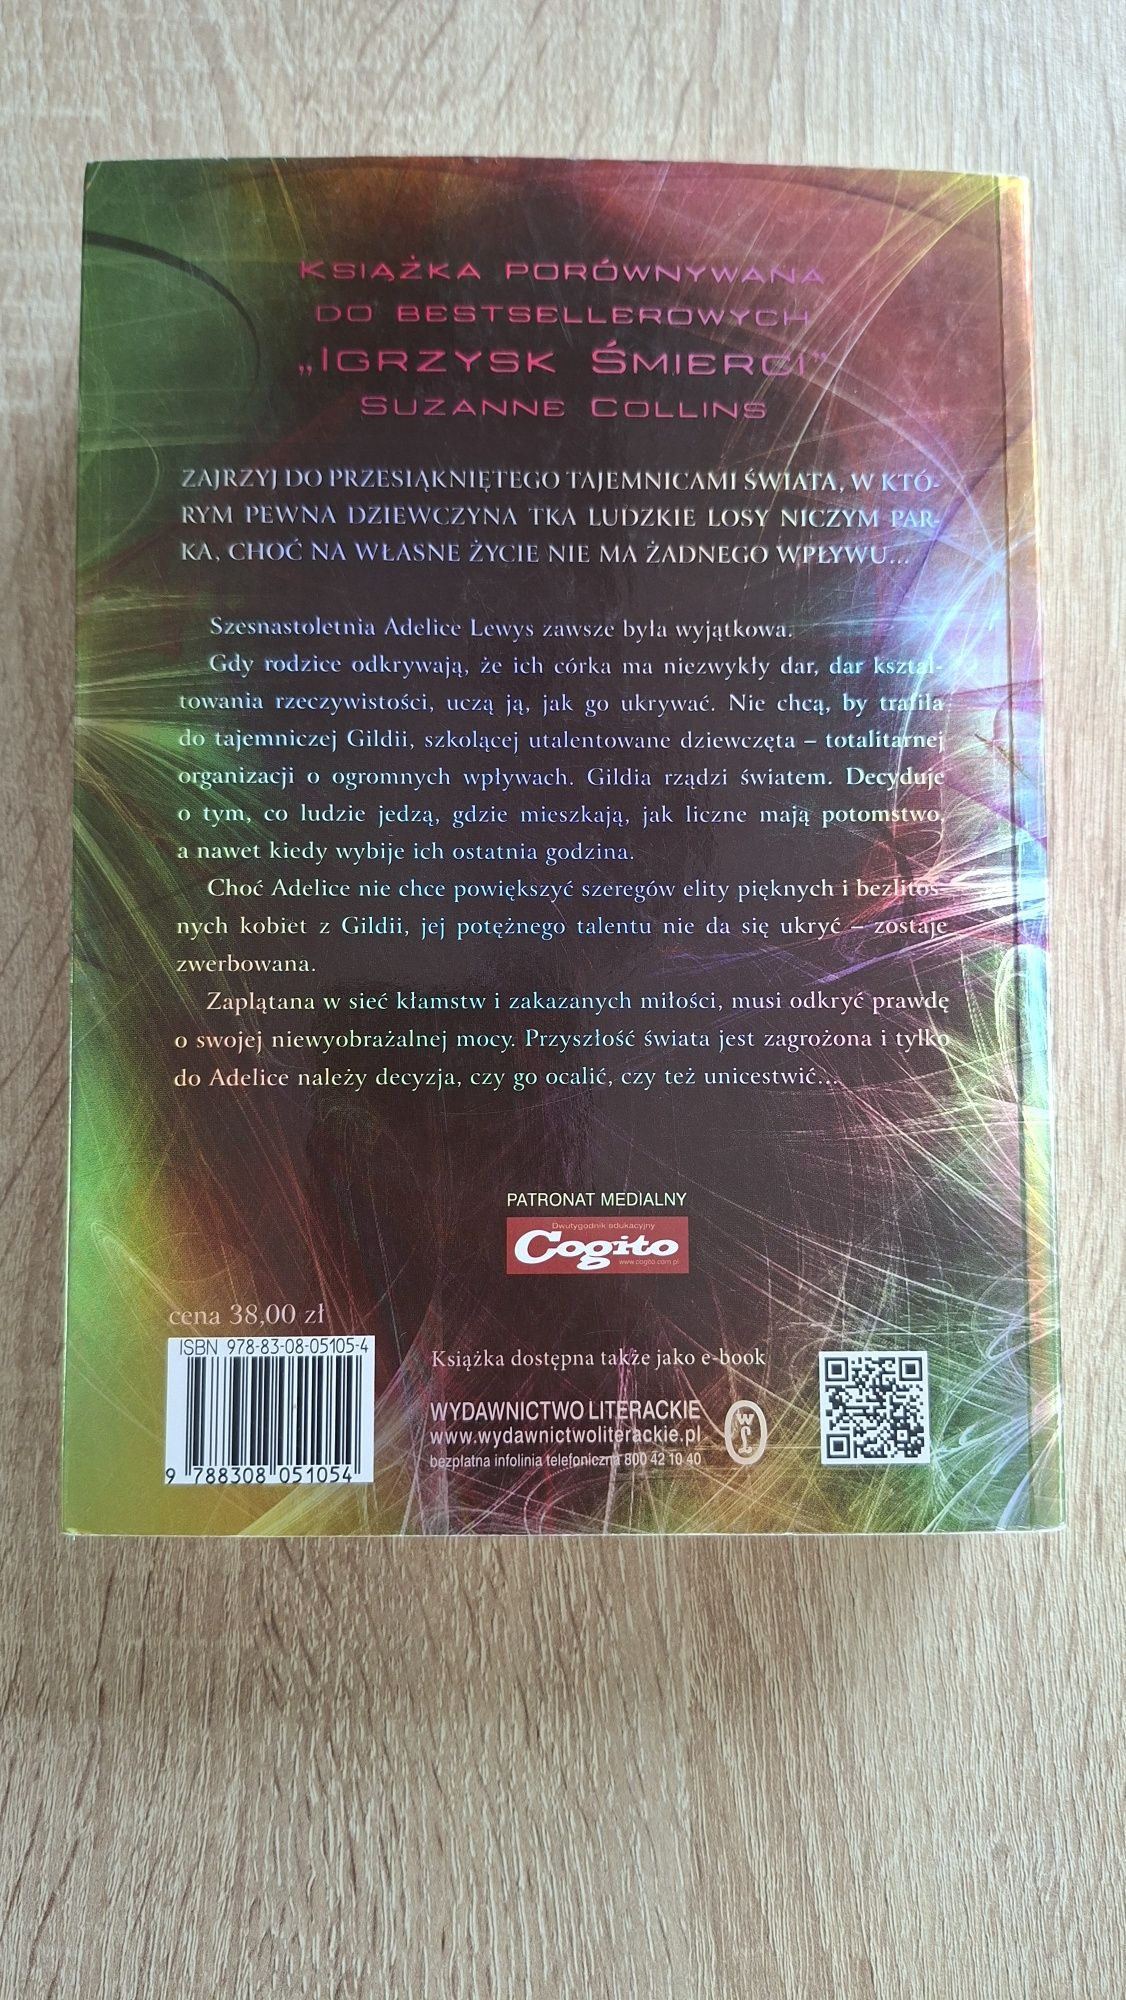 KSIĄŻKA PORÓWNYWANA
DO BESTSELLEROWYCH
„IGRZYSK ŚMIERCI”
SUZANNE COLLINS
ZAJRZYJ DO PRZESIĄKNIĘTEGO TAJEMNICAMI ŚWIATA, W KTÓ-
RYM PEWNA DZIEWCZYNA TKA LUDZKIE LOSY NICZYM PAR-
KA, CHOĆ NA WŁASNE ŻYCIE NIE MA ŻADNEGO WPŁYWU...
Szesnastoletnia Adelice Lewys zawsze była wyjątkowa.
Gdy rodzice odkrywają, że ich córka ma niezwykły dar, dar kształ-
towania rzeczywistości, uczą ją, jak go ukrywać. Nie chcą, by trafiła
do tajemniczej Gildii, szkolącej utalentowane dziewczęta – totalitarnej
organizacji o ogromnych wpływach. Gildia rządzi światem. Decyduje
o tym, co ludzie jedzą, gdzie mieszkają, jak liczne mają potomstwo,
a nawet kiedy wybije ich ostatnia godzina.
Choć Adelice nie chce powiększyć szeregów elity pięknych i bezlitos-
nych kobiet z Gildii, jej potężnego talentu nie da się ukryć – zostaje
zwerbowana.
Zaplątana w sieć kłamstw i zakazanych miłości, musi odkryć prawdę
o swojej niewyobrażalnej mocy. Przyszłość świata jest zagrożona i tylko
do Adelice należy decyzja, czy go ocalić, czy też unicestwić...
PATRONAT MEDIALNY
Dwutygodnik edukacyjny
Cogito
www.cogito.com.pl
cena 38,00 zł
ISBN 978-83-08-05105-4
9 788308 051054
Książka dostępna także jako e-book
WYDAWNICTWO LITERACKIE
www.wydawnictwoliterackie.pl
bezpłatna infolinia telefoniczna 800 42 10 40
WL